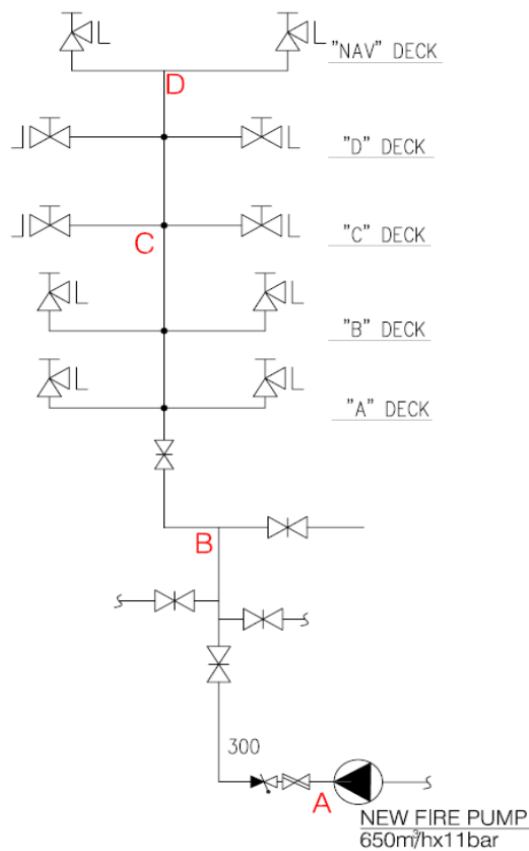 "NAV" DECK
D
"D" DECK
"C" DECK
C
"B" DECK
"A" DECK
B
300
A
NEW FIRE PUMP
650m³/hx11bar